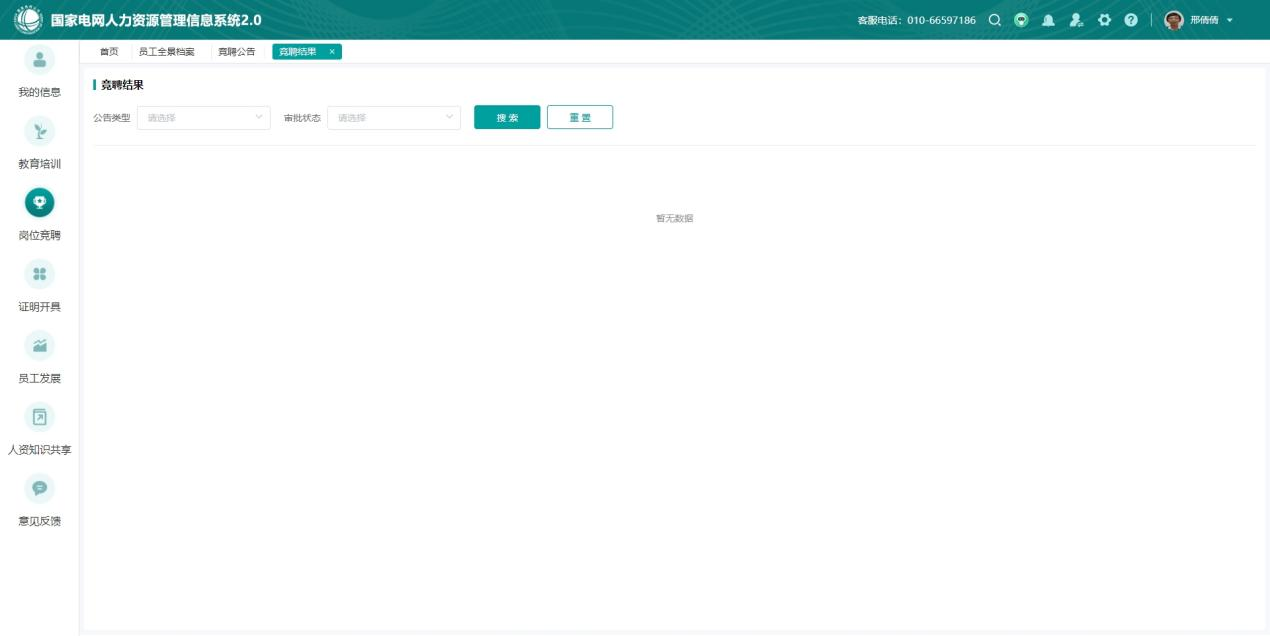 国家电网人力资源管理信息系统2.0
客服电话：010-66597186
邢倩倩
首页 员工全景档案 竞聘公告 竞聘结果 ×
我的信息
教育培训
岗位竞聘
证明开具
员工发展
人资知识共享
意见反馈
竞聘结果
公告类型 请选择 审批状态 请选择 搜索 重置
暂无数据